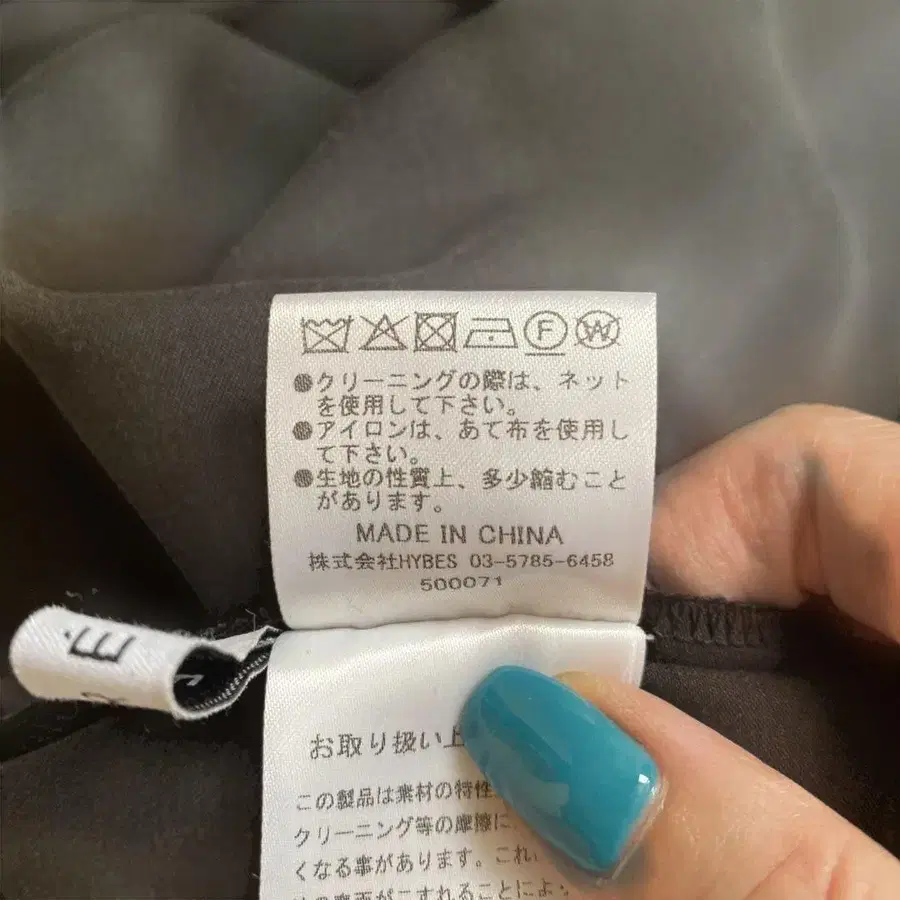 F W
●クリーニングの際は、ネット
を使用して下さい。
●アイロンは、あて布を使用し
て下さい。
●生地の性質上、多少縮むこと
があります。
MADE IN CHINA
株式会社HYBES 03-5785-6458
500071
お取り扱い上
この製品は素材の特性
クリーニング等の摩擦に
くなる事があります。これ